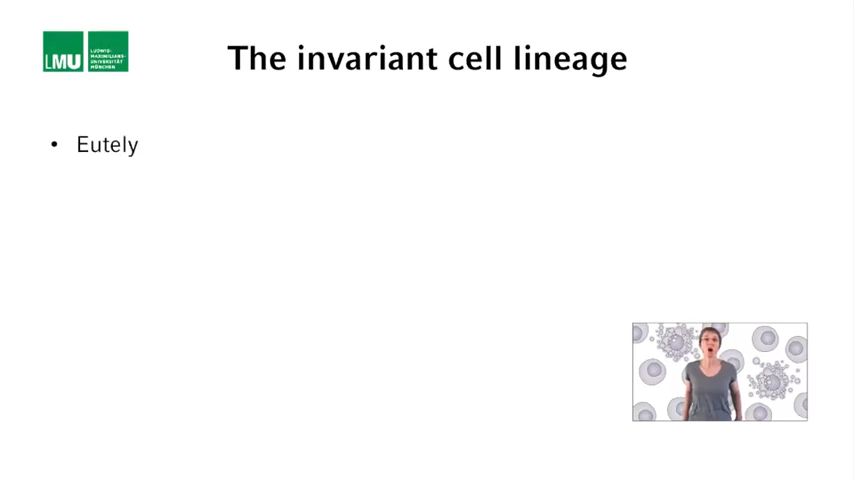 LMU
LUDWIG-
MAXIMILIANS-
UNIVERSITÄT
MÜNCHEN
The invariant cell lineage
• Eutely